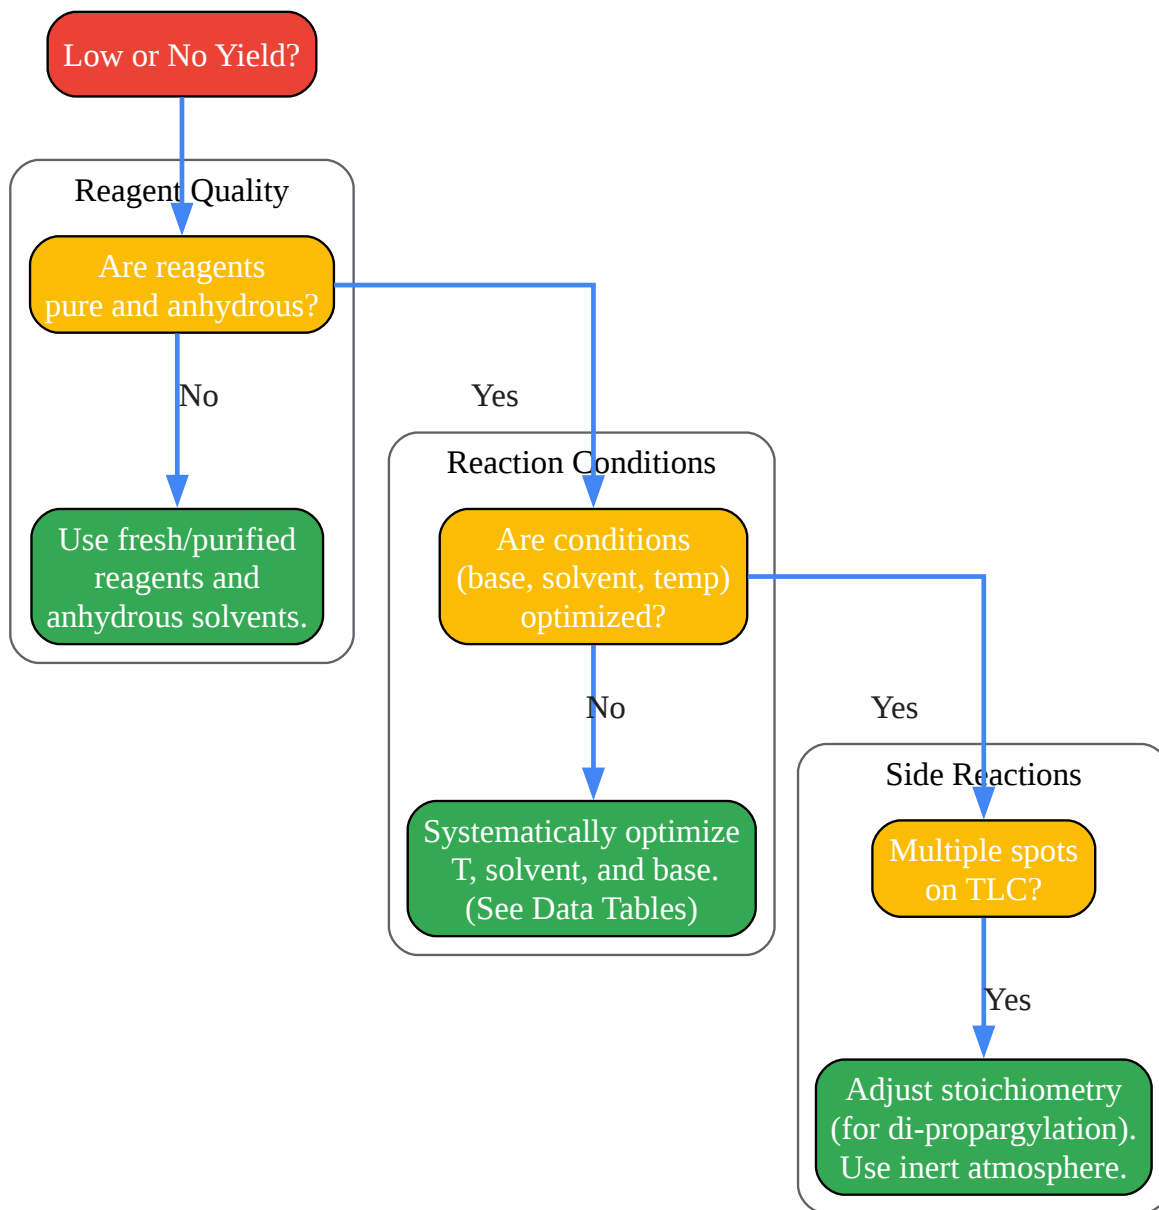 Low or No Yield?
Reagent Quality
Are reagents
pure and anhydrous?
No
Yes
Use fresh/purified
reagents and
anhydrous solvents.
Reaction Conditions
Are conditions
(base, solvent, temp)
optimized?
No
Yes
Systematically optimize
T, solvent, and base.
(See Data Tables)
Side Reactions
Multiple spots
on TLC?
Yes
Adjust stoichiometry
(for di-propargylation).
Use inert atmosphere.